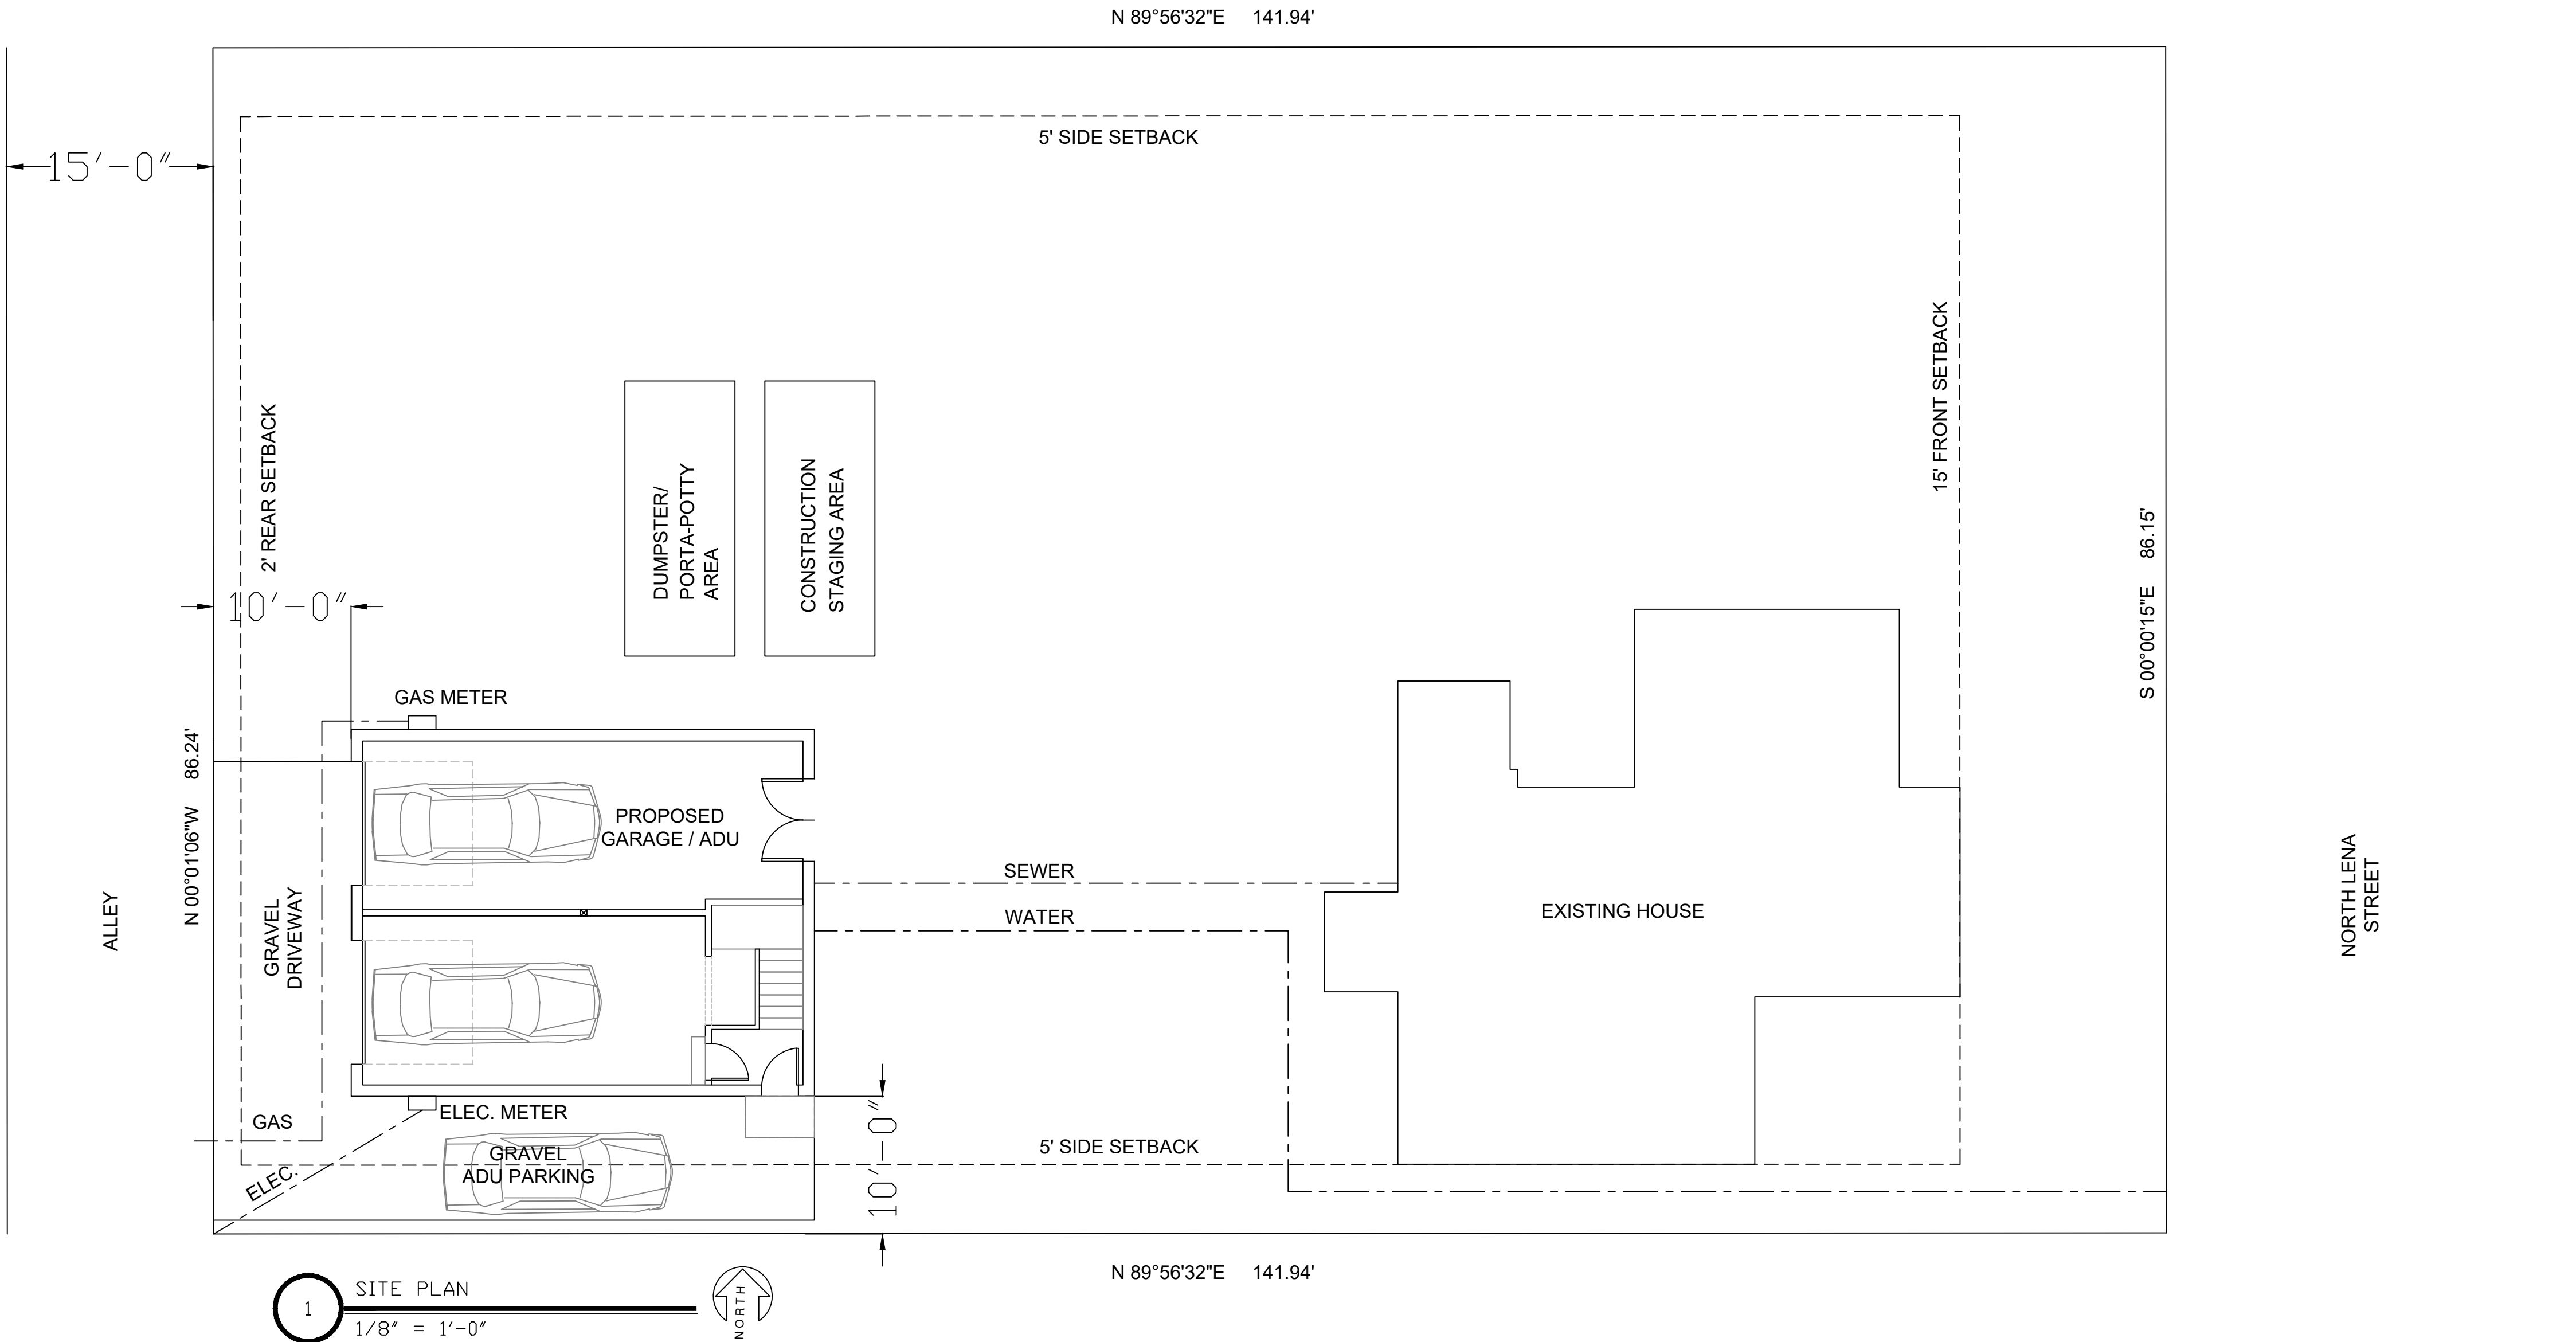 N 89°56'32"E 141.94'
5' SIDE SETBACK
15'-0"
15' FRONT SETBACK
2' REAR SETBACK
DUMPSTER/
PORTA-POTTY
AREA
CONSTRUCTION
STAGING AREA
S 00°00'15"E 86.15'
10'-0"
GAS METER
N 00°01'06"W 86.24'
PROPOSED
GARAGE / ADU
ALLEY
GRAVEL
DRIVEWAY
SEWER
WATER
EXISTING HOUSE
NORTH LENA
STREET
GAS
ELEC. METER
ELEC.
GRAVEL
ADU PARKING
10'-0"
5' SIDE SETBACK
N 89°56'32"E 141.94'
1
SITE PLAN
1/8" = 1'-0"
NORTH